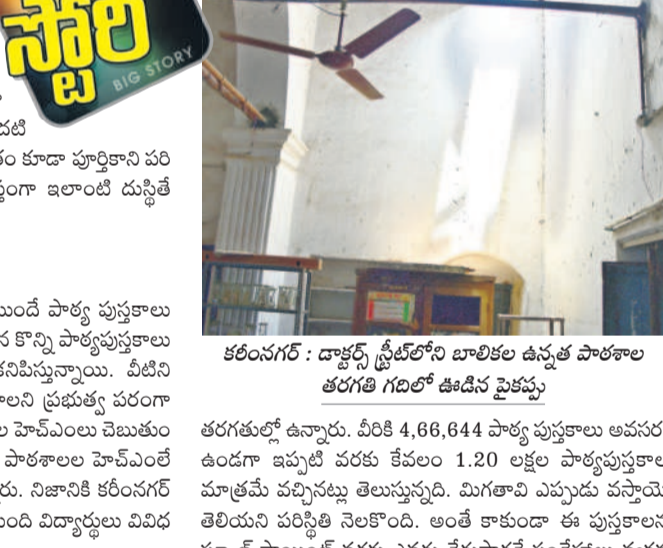 స్టోరీ
BIG STORY
దటి
తం కూడా పూర్తికాని పరి
స్తంగా ఇలాంటి దుస్థితే
ముందే పాఠ్య పుస్తకాలు
న కొన్ని పాఠ్యపుస్తకాలు
కనిపిస్తున్నాయి. వీటిని
ాలని ప్రభుత్వ పరంగా
ల హెచ్ఎంలు చెబుతుం
పాఠశాలల హెచ్ఎంలే
రు. నిజానికి కరీంనగర్
మంది విద్యార్థులు వివిధ
కరీంనగర్ : డాక్టర్స్ స్ట్రీట్‌లోని బాలికల ఉన్నత పాఠశాల
తరగతి గదిలో ఊడిన పైకప్పు
తరగతుల్లో ఉన్నారు. వీరికి 4,66,644 పాఠ్య పుస్తకాలు అవసర
ఉండగా ఇప్పటి వరకు కేవలం 1.20 లక్షల పాఠ్యపుస్తకాల
మాత్రమే వచ్చినట్లు తెలుస్తున్నది. మిగతావి ఎప్పుడు వస్తాయో
తెలియని పరిస్థితి నెలకొంది. అంతే కాకుండా ఈ పుస్తకాలన